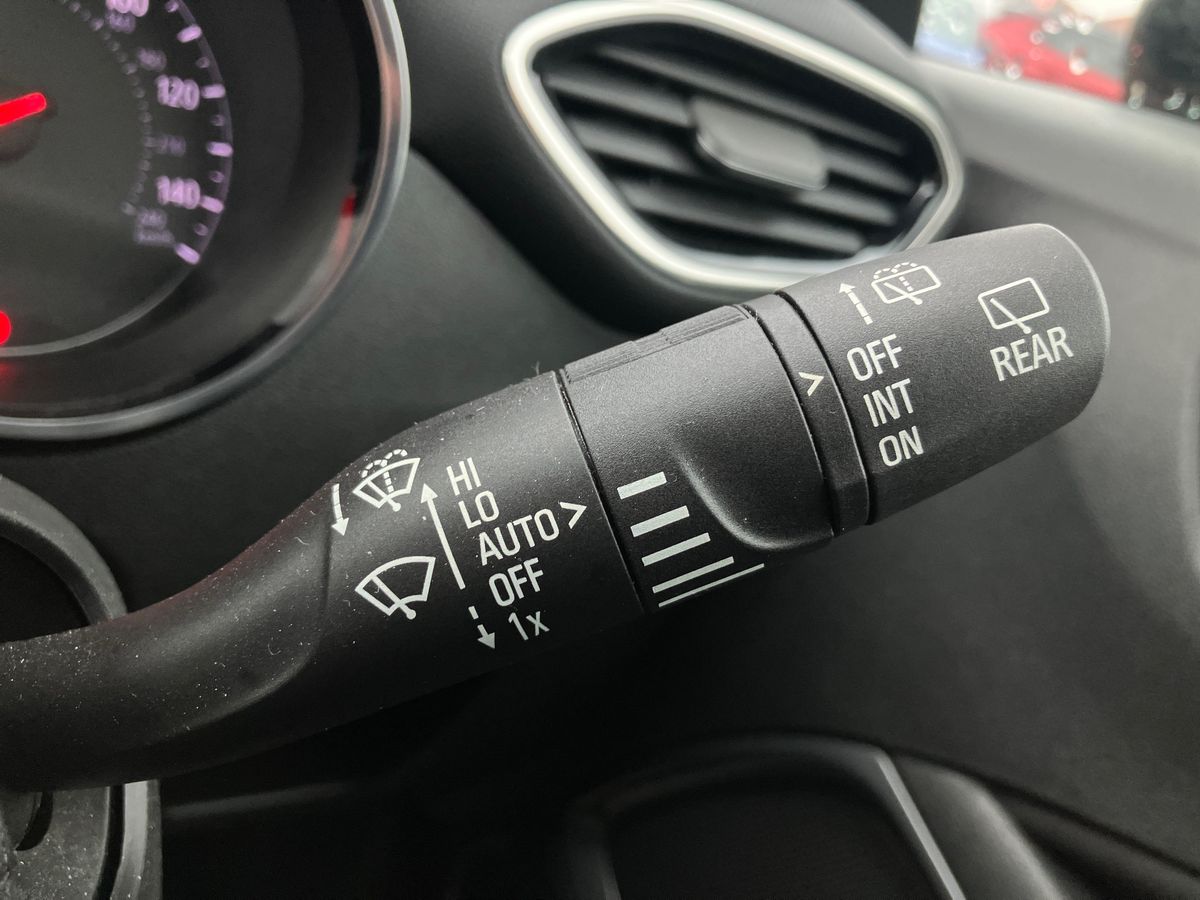 120
140
HI
LO
AUTO >
OFF
1x
>
OFF
INT
ON
REAR